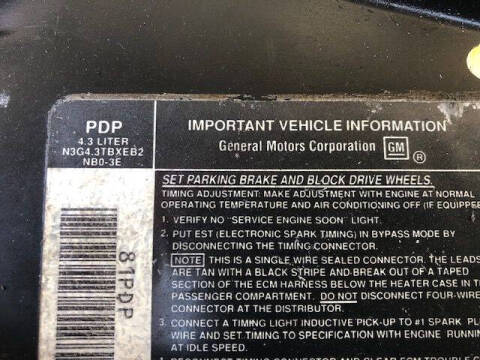 PDP
4.3 LITER
N3G4.3TBXEB2
NB0-3E
81PDP
IMPORTANT VEHICLE INFORMATION
General Motors Corporation GM ®
SET PARKING BRAKE AND BLOCK DRIVE WHEELS.
TIMING ADJUSTMENT: MAKE ADJUSTMENT WITH ENGINE AT NORMAL
OPERATING TEMPERATURE AND AIR CONDITIONING OFF (IF EQUIPPE
1. VERIFY NO "SERVICE ENGINE SOON" LIGHT.
2. PUT EST (ELECTRONIC SPARK TIMING) IN BYPASS MODE BY
DISCONNECTING THE TIMING CONNECTOR.
NOTE THIS IS A SINGLE WIRE SEALED CONNECTOR. THE LEADS
ARE TAN WITH A BLACK STRIPE AND BREAK OUT OF A TAPED
SECTION OF THE ECM HARNESS BELOW THE HEATER CASE IN TH
PASSENGER COMPARTMENT. DO NOT DISCONNECT FOUR-WIRE
CONNECTOR AT THE DISTRIBUTOR.
3. CONNECT A TIMING LIGHT INDUCTIVE PICK-UP TO #1 SPARK PL
WIRE AND SET TIMING TO SPECIFICATION WITH ENGINE RUNNIN
AT IDLE SPEED.